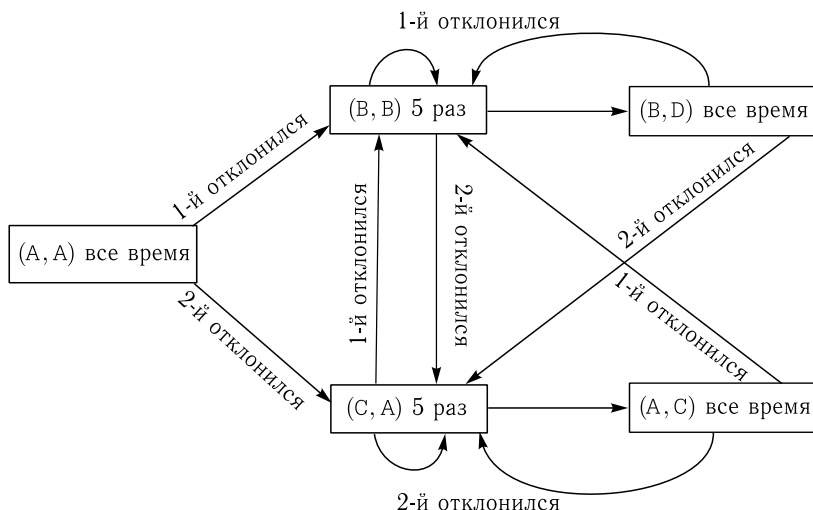 1-й отклонился
(B, B) 5 раз
(B, D) все время
1-й отклонился
2-й отклонился
(A, A) все время
1-й отклонился
2-й отклонился
1-й отклонился
2-й отклонился
(C, A) 5 раз
(A, C) все время
2-й отклонился